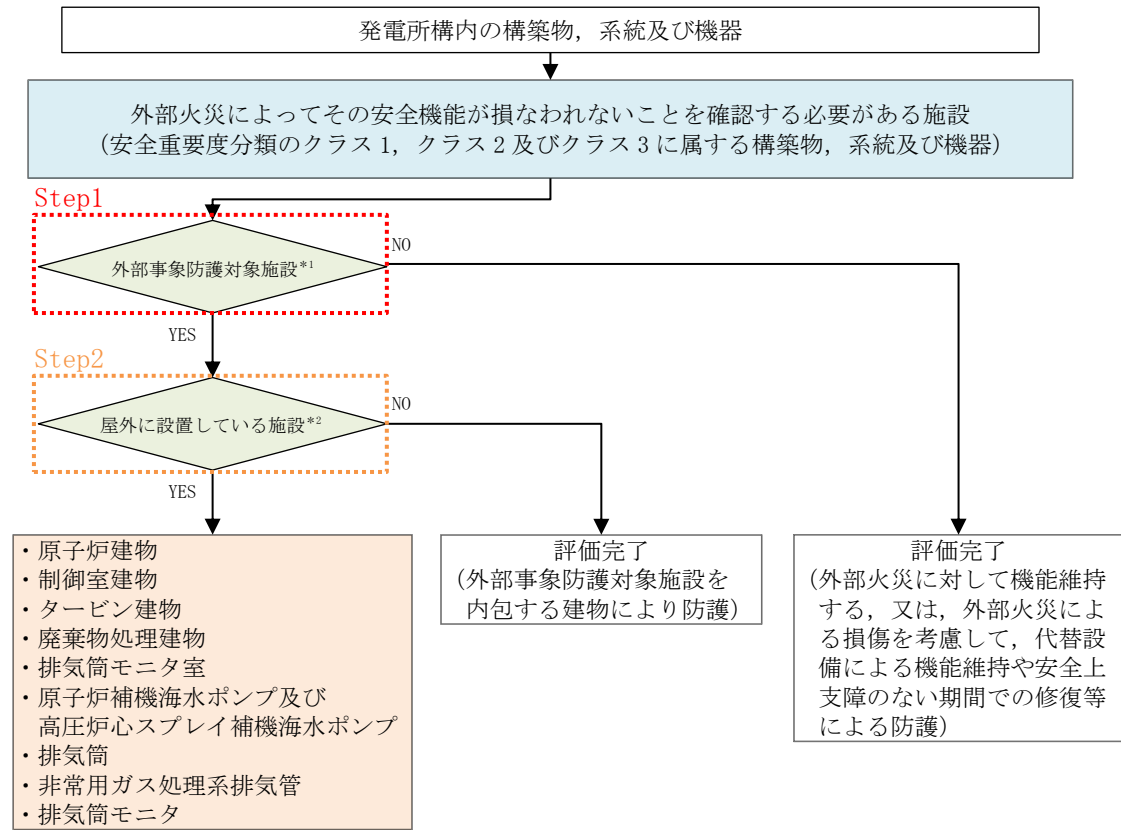 発電所構内の構築物，系統及び機器
外部火災によってその安全機能が損なわれないことを確認する必要がある施設
（安全重要度分類のクラス1，クラス2及びクラス3に属する構築物，系統及び機器）
Step1
外部事象防護対象施設*1
NO
YES
Step2
屋外に設置している施設*2
NO
YES
・原子炉建物
・制御室建物
・タービン建物
・廃棄物処理建物
・排気筒モニタ室
・原子炉補機海水ポンプ及び
高圧炉心スプレイ補機海水ポンプ
・排気筒
・非常用ガス処理系排気管
・排気筒モニタ
評価完了
（外部事象防護対象施設を
内包する建物により防護）
評価完了
（外部火災に対して機能維持
する，又は，外部火災によ
る損傷を考慮して，代替設
備による機能維持や安全上
支障のない期間での修復等
による防護）